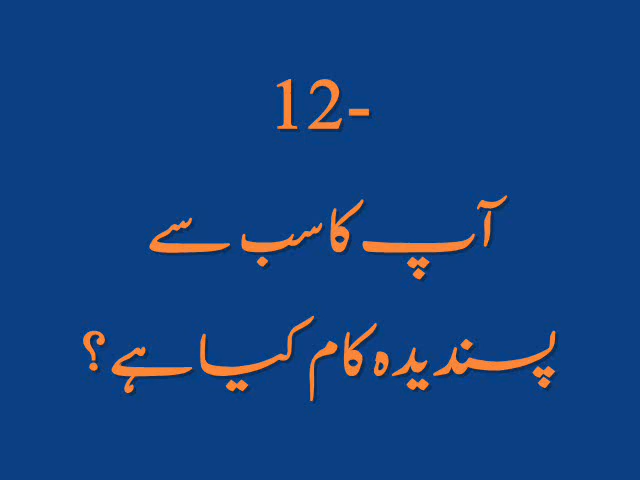 12-
آپ کا سب سے
پسندیدہ کام کیا ہے؟